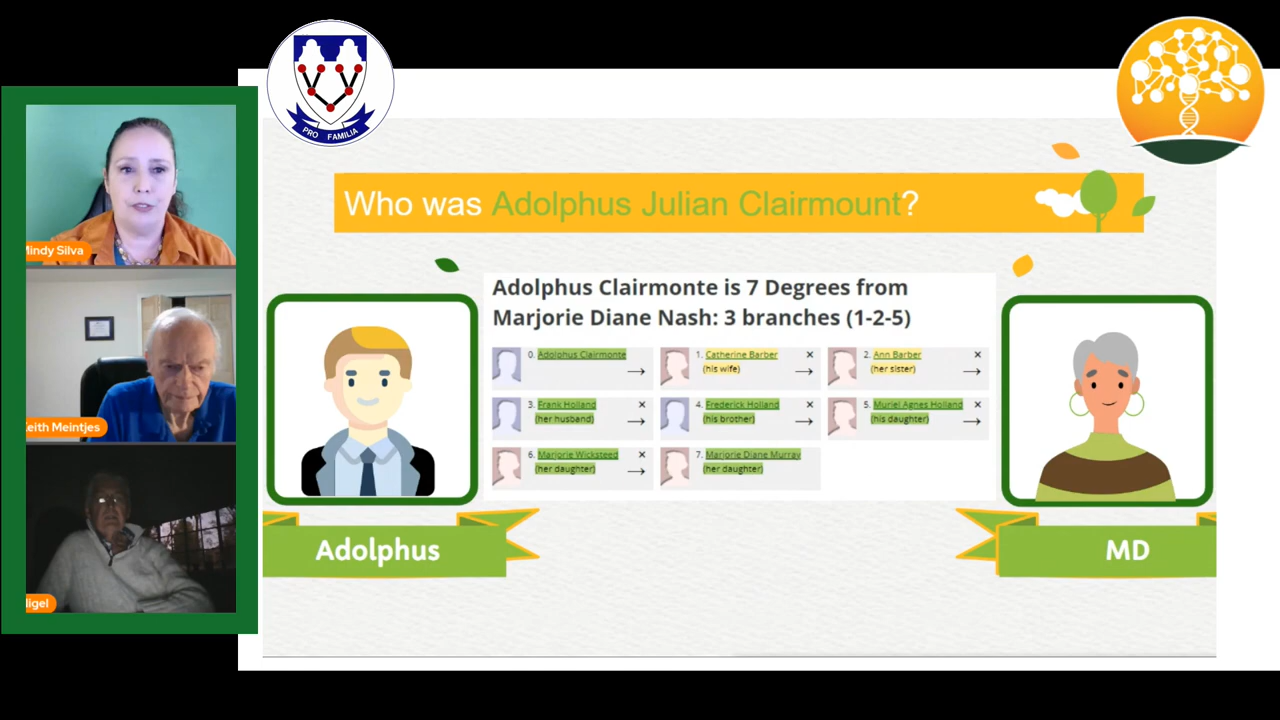 PRO FAMILIA
Who was Adolphus Julian Clairmount?
Mindy Silva
Keith Meintjes
Nigel
Adolphus Clairmonte is 7 Degrees from
Marjorie Diane Nash: 3 branches (1-2-5)
0. Adolphus Clairmonte →
1. Catherine Barber ×
(his wife) →
2. Ann Barber ×
(her sister) →
3. Frank Holland ×
(her husband) →
4. Frederick Holland ×
(his brother) →
5. Muriel Agnes Holland ×
(his daughter) →
6. Marjorie Wicksteed ×
(her daughter) →
7. Marjorie Diane Murray
(her daughter)
Adolphus
MD